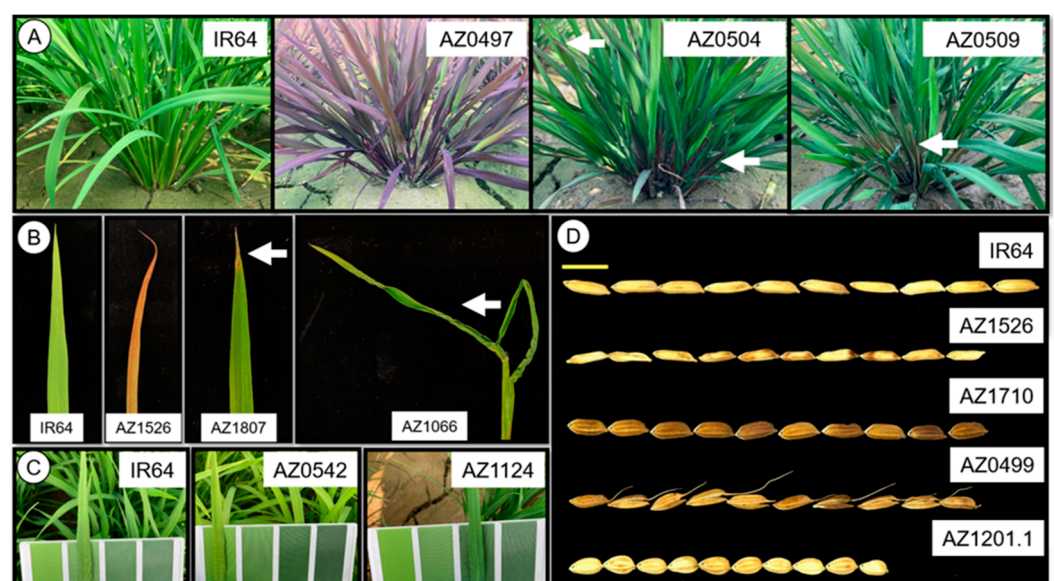 A
IR64
AZ0497
AZ0504
AZ0509
B
IR64
AZ1526
AZ1807
AZ1066
C
IR64
AZ0542
AZ1124
D
IR64
AZ1526
AZ1710
AZ0499
AZ1201.1